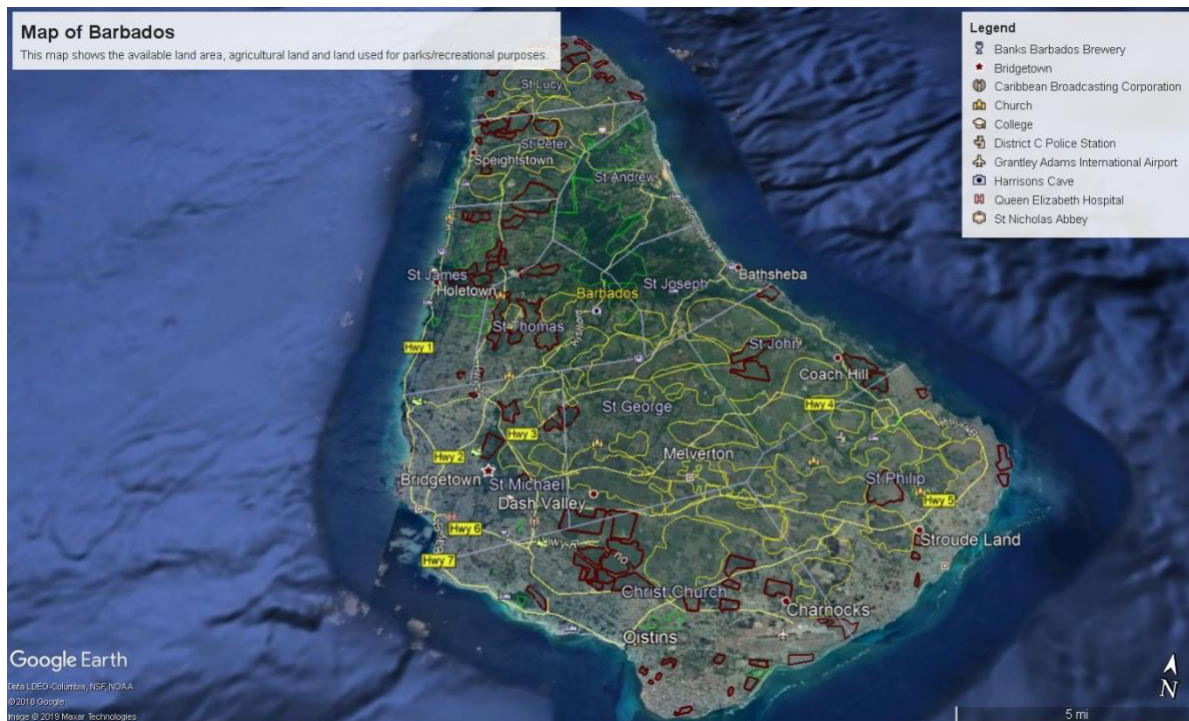 Map of Barbados
This map shows the available land area, agricultural land and land used for parks/recreational purposes.
Legend
Banks Barbados Brewery
Bridgetown
Caribbean Broadcasting Corporation
Church
College
District C Police Station
Grantley Adams International Airport
Harrisons Cave
Queen Elizabeth Hospital
St Nicholas Abbey
St Lucy
St Peter
Speightstown
St Andrew
St James
Holetown
Bathsheba
St Joseph
Barbados
St Thomas
Hwy 1
St John
Coach Hill
St George
Hwy 4
Hwy 3
Hwy 2
Melverton
Bridgetown
St Michael
Dash Valley
St Philip
Hwy 5
Hwy 6
Stroude Land
Hwy 7
Christ Church
Charnocks
Oistins
Google Earth
Data LDEO-Columbia, NSF, NOAA
© 2018 Google
Image © 2019 Maxar Technologies
N
5 mi